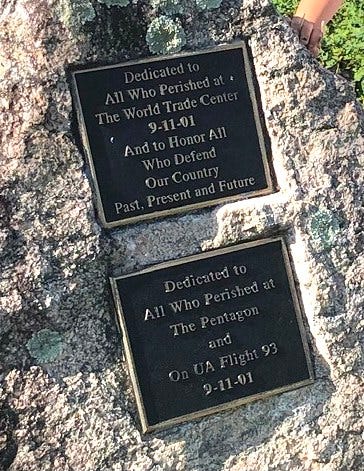 Dedicated to
All Who Perished at
The World Trade Center
9-11-01
And to Honor All
Who Defend
Our Country
Past, Present and Future
Dedicated to
All Who Perished at
The Pentagon
and
On UA Flight 93
9-11-01